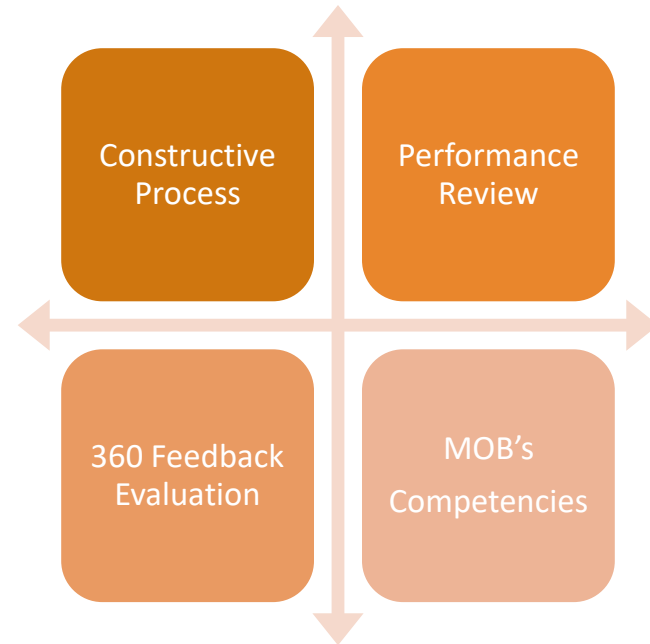 Constructive
Process
Performance
Review
360 Feedback
Evaluation
MOB’s
Competencies